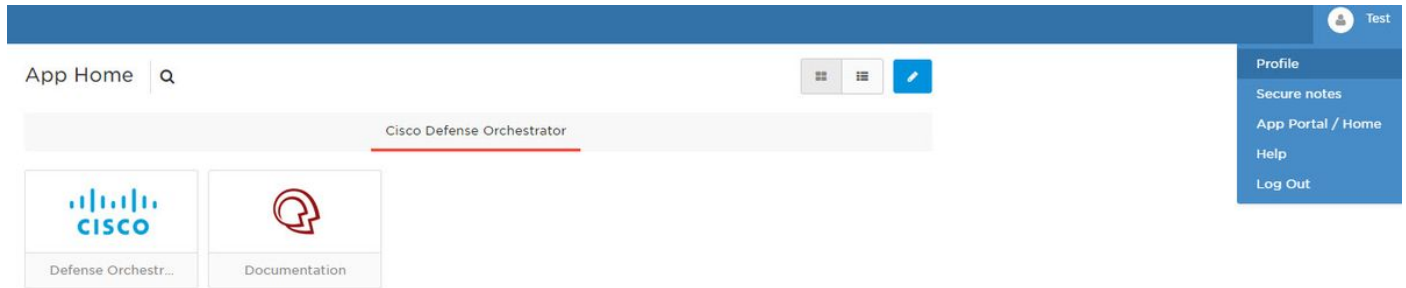 Test
Profile
Secure notes
App Portal / Home
Help
Log Out
App Home
Cisco Defense Orchestrator
CISCO
Defense Orchestr...
Documentation